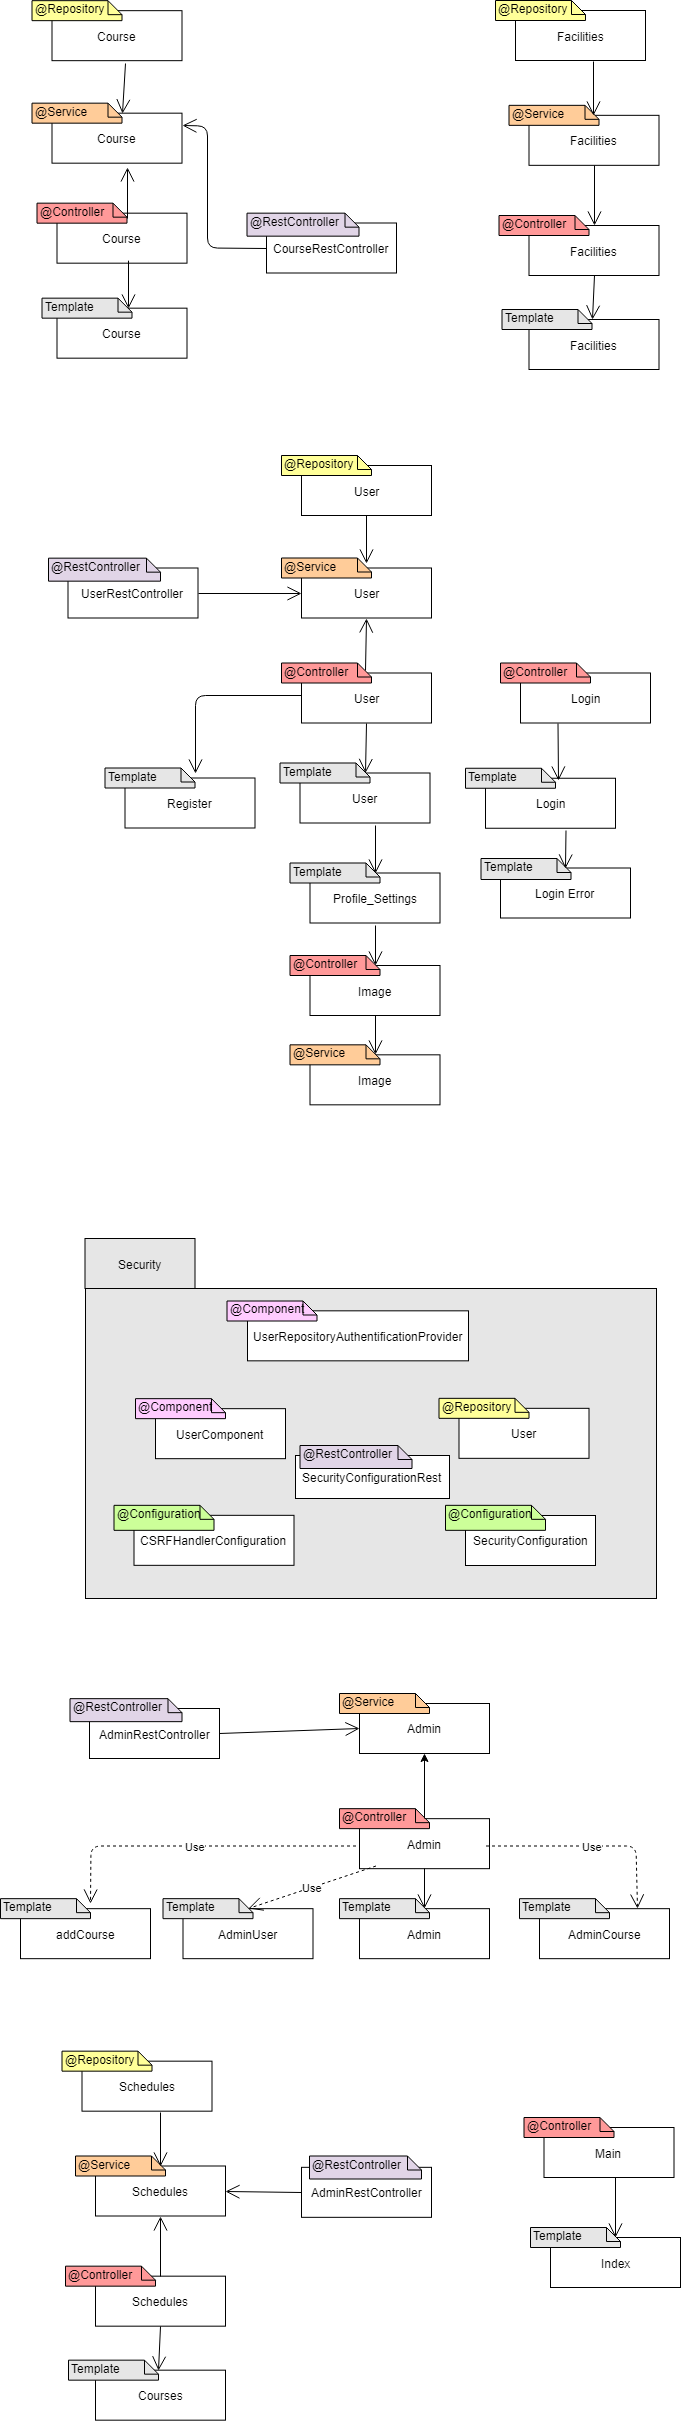 @Repository
Course
@Service
Course
@Controller
Course
@RestController
CourseRestController
Template
Course
@Repository
Facilities
@Service
Facilities
@Controller
Facilities
Template
Facilities
@Repository
User
@RestController
UserRestController
@Service
User
@Controller
User
@Controller
Login
Template
Register
Template
User
Template
Login
Template
Profile_Settings
Template
Login Error
@Controller
Image
@Service
Image
Security
@Component
UserRepositoryAuthentificationProvider
@Component
UserComponent
@Repository
User
@RestController
SecurityConfigurationRest
@Configuration
CSRFHandlerConfiguration
@Configuration
SecurityConfiguration
@RestController
AdminRestController
@Service
Admin
@Controller
Admin
Use
Use
Use
Template
addCourse
Template
AdminUser
Template
Admin
Template
AdminCourse
@Repository
Schedules
@Service
Schedules
@RestController
AdminRestController
@Controller
Schedules
Template
Courses
@Controller
Main
Template
Index